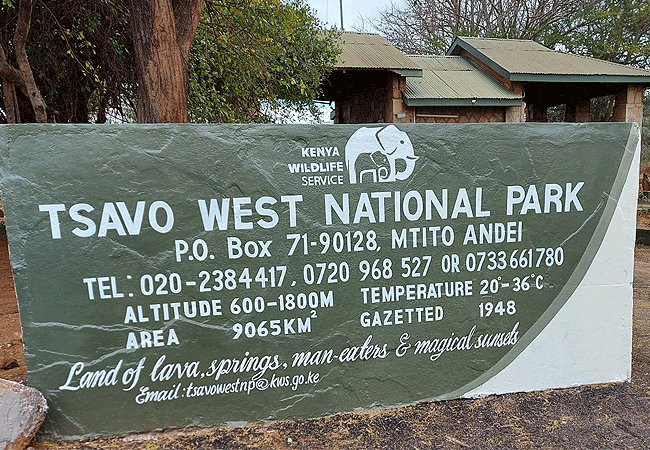 KENYA
WILDLIFE
SERVICE
TSAVO WEST NATIONAL PARK
P.O. Box 71-90128, MTITO ANDEI
TEL: 020-2384417, 0720 968 527 OR 0733661780
ALTITUDE 600-1800M TEMPERATURE 20°-36°C
AREA 9065KM² GAZETTED 1948
Land of lava, springs, man-eaters & magical sunsets
Email: tsavowestnp@kws.go.ke